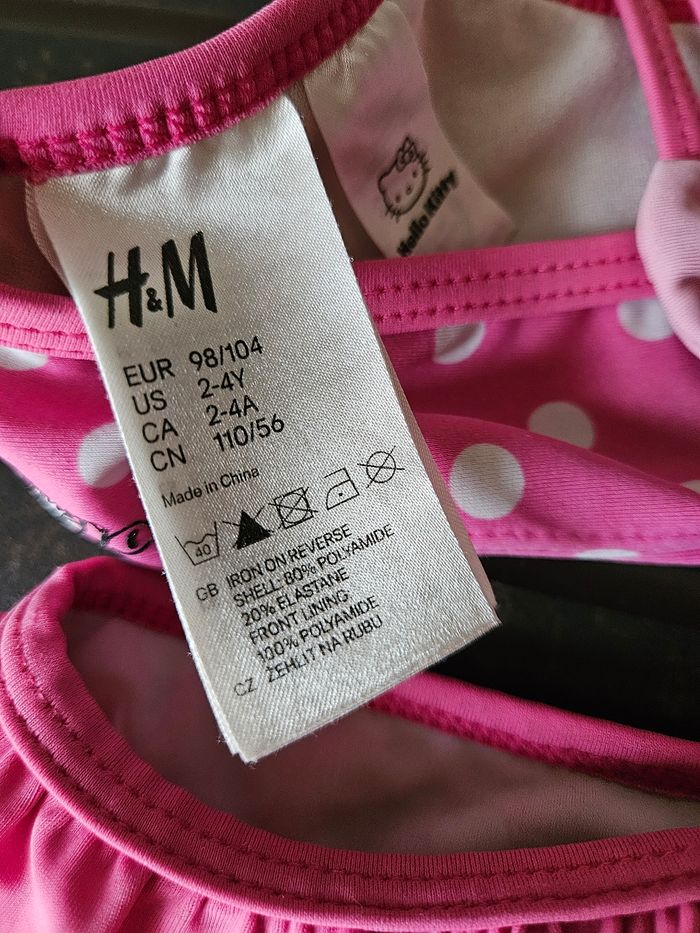 H&M
Hello Kitty
EUR 98/104
US 2-4Y
CA 2-4A
CN 110/56
Made in China
40
GB IRON ON REVERSE
SHELL: 80% POLYAMIDE
20% ELASTANE
FRONT LINING
100% POLYAMIDE
CZ ŽEHLIT NA RUBU